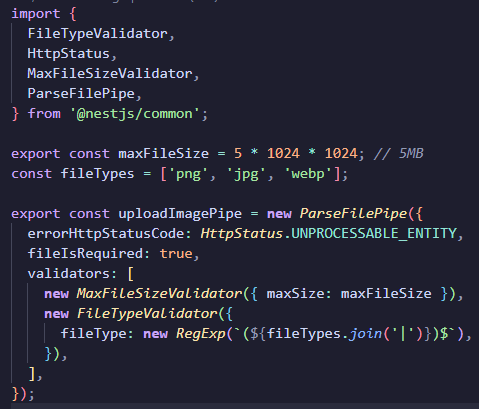 import {
  FileTypeValidator,
  HttpStatus,
  MaxFileSizeValidator,
  ParseFilePipe,
} from '@nestjs/common';

export const maxFileSize = 5 * 1024 * 1024; // 5MB
const fileTypes = ['png', 'jpg', 'webp'];

export const uploadImagePipe = new ParseFilePipe({
  errorHttpStatusCode: HttpStatus.UNPROCESSABLE_ENTITY,
  fileIsRequired: true,
  validators: [
    new MaxFileSizeValidator({ maxSize: maxFileSize }),
    new FileTypeValidator({
      fileType: new RegExp(`(${fileTypes.join('|')})$`),
    }),
  ],
});